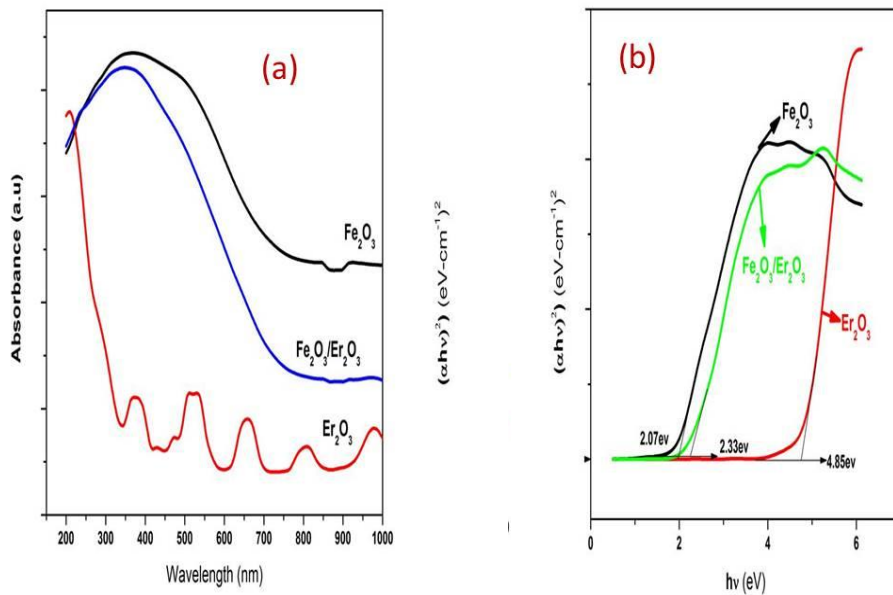 (a)
Absorbance (a.u)
Fe₂O₃
Fe₂O₃/Er₂O₃
Er₂O₃
200 300 400 500 600 700 800 900 1000
Wavelength (nm)
(αhν)²) (eV-cm⁻¹)²
(b)
(αhν)²) (eV-cm⁻¹)²
Fe₂O₃
Fe₂O₃/Er₂O₃
Er₂O₃
2.07ev
2.33ev
4.85ev
0 2 4 6
hν (eV)